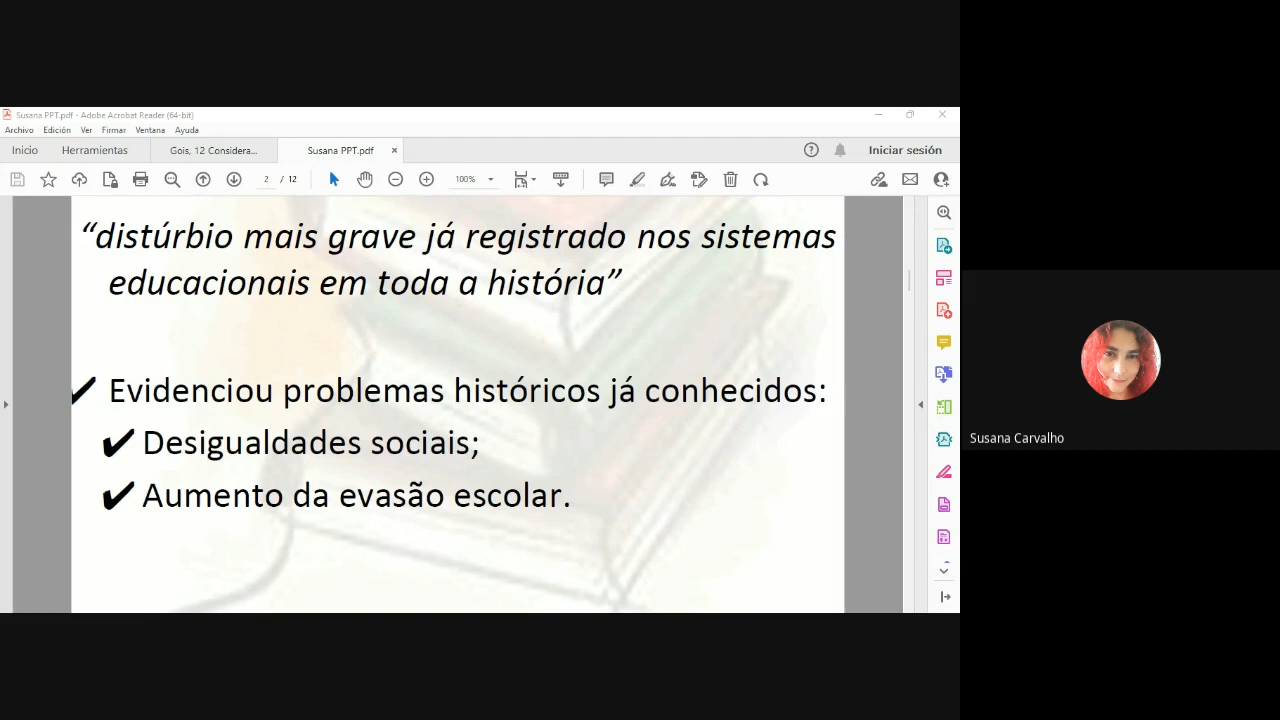 Susana PPT.pdf - Adobe Acrobat Reader (64-bit)
Archivo Edición Ver Firmar Ventana Ayuda
Inicio Herramientas Gois, 12 Considera... Susana PPT.pdf × Iniciar sesión
2 / 12 100%
“distúrbio mais grave já registrado nos sistemas
educacionais em toda a história”
✔ Evidenciou problemas históricos já conhecidos:
✔ Desigualdades sociais;
✔ Aumento da evasão escolar.
Susana Carvalho